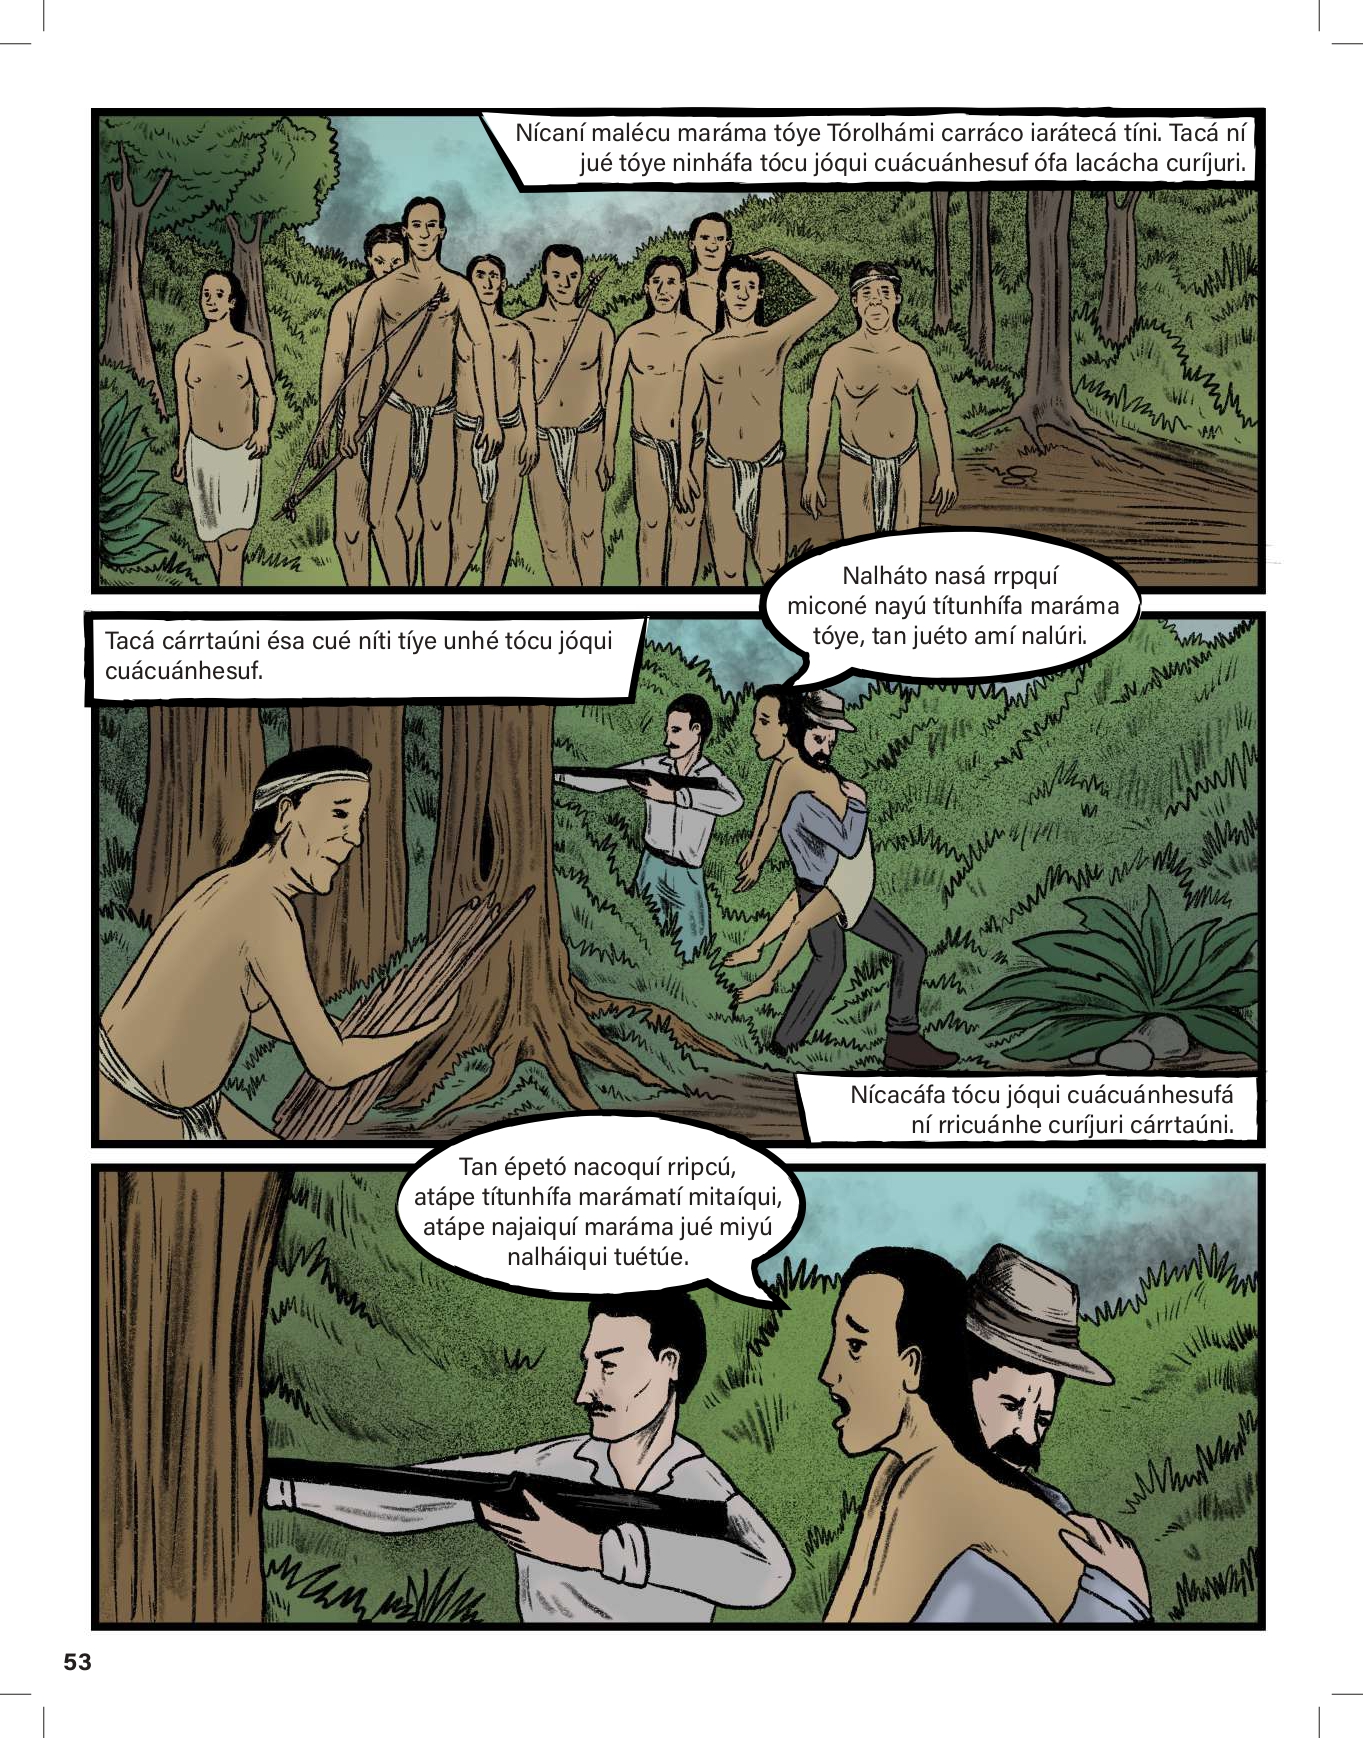 Nícaní malécu maráma tóye Tórolhámi carráco iarátecá tíni. Tacá ní
jué tóye ninháfa tócu jóqui cuácuánhesuf ófa lacácha curíjuri.
Nalháto nasá rrpquí
miconé nayú títunhífa maráma
tóye, tan juéto amí nalúri.
Tacá cárrtaúni ésa cué níti tíye unhé tócu jóqui
cuácuánhesuf.
Nícacáfa tócu jóqui cuácuánhesufá
ní rricuánhe curíjuri cárrtaúni.
Tan épetó nacoquí rripcú,
atápe títunhífa marámatí mitaíqui,
atápe najaiquí maráma jué miyú
nalháiqui tuétúe.
53